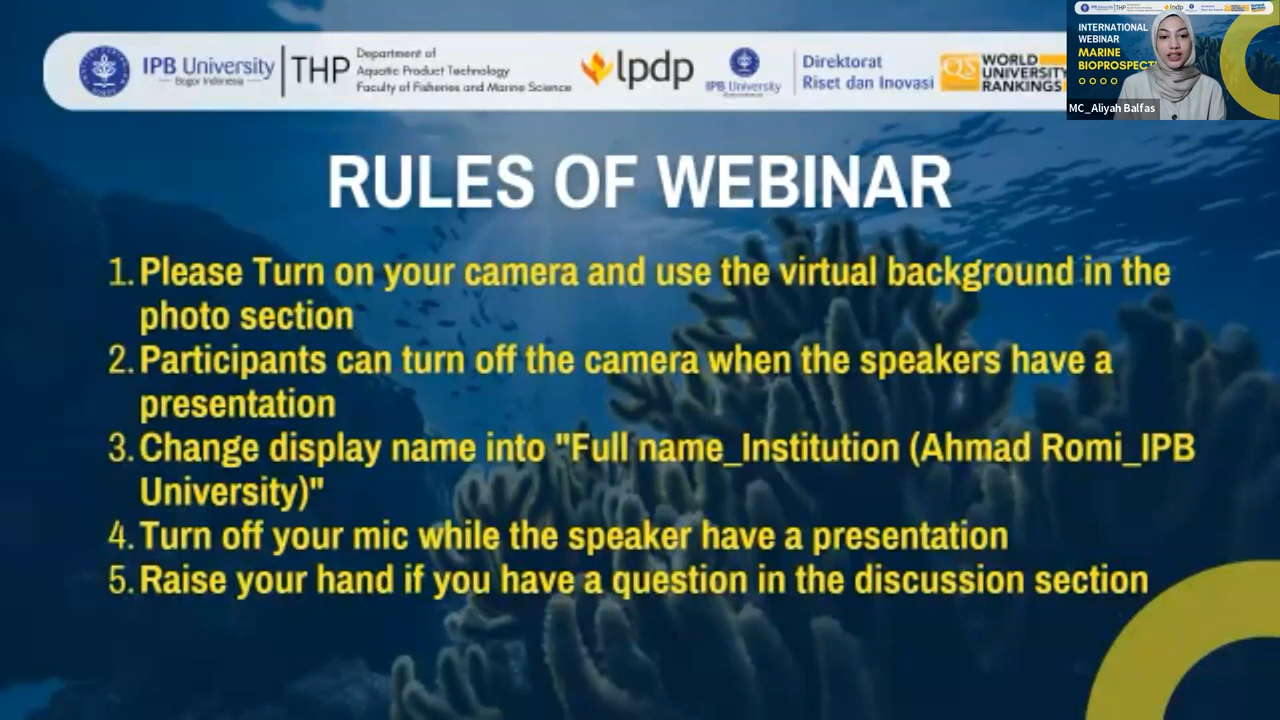 IPB University
Bogor Indonesia
THP
Department of
Aquatic Product Technology
Faculty of Fisheries and Marine Science
lpdp
IPB University
Direktorat
Riset dan Inovasi
QS
WORLD
UNIVERSITY
RANKINGS
INTERNATIONAL
WEBINAR
MARINE
BIOPROSPECT
MC_Aliyah Balfas
RULES OF WEBINAR
1. Please Turn on your camera and use the virtual background in the
photo section
2. Participants can turn off the camera when the speakers have a
presentation
3. Change display name into "Full name_Institution (Ahmad Romi_IPB
University)"
4. Turn off your mic while the speaker have a presentation
5. Raise your hand if you have a question in the discussion section